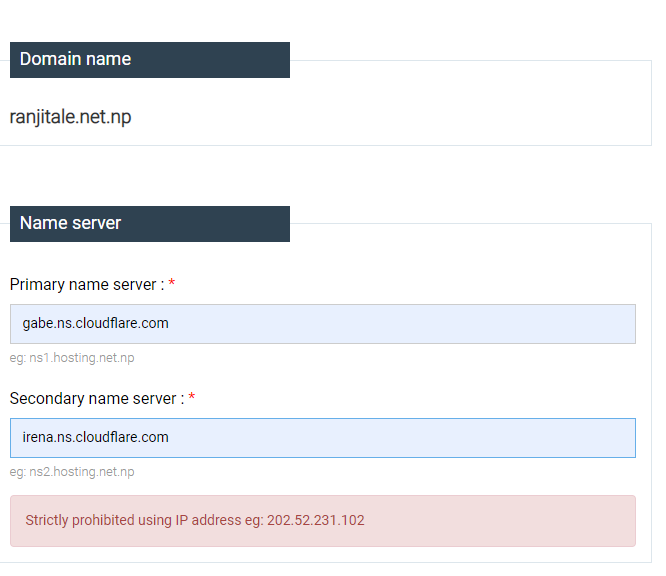 Domain name
ranjitale.net.np
Name server
Primary name server : *
gabe.ns.cloudflare.com
eg: ns1.hosting.net.np
Secondary name server : *
irena.ns.cloudflare.com
eg: ns2.hosting.net.np
Strictly prohibited using IP address eg: 202.52.231.102